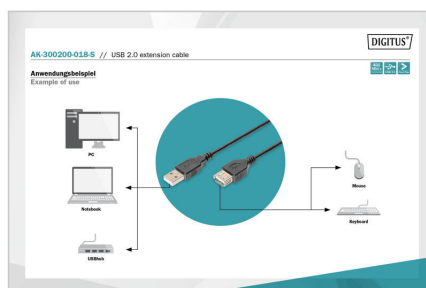 DIGITUS®
AK-300200-018-S // USB 2.0 extension cable
Anwendungsbeispiel
Example of use
PC
Notebook
USBhub
Mouse
Keyboard